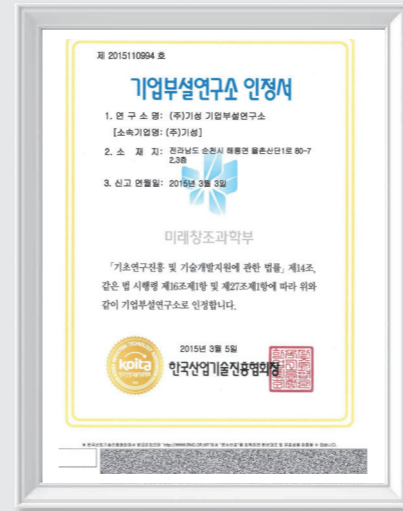 제 2015110994 호
기업부설연구소 인정서
1. 연 구 소 명: (주)기성 기업부설연구소
[소속기업명: (주)기성]
2. 소 재 지: 전라남도 순천시 해룡면 율촌산단1로 80-7
2,3층
3. 신고 연월일: 2015년 3월 3일
미래창조과학부
「기초연구진흥 및 기술개발지원에 관한 법률」 제14조,
같은 법 시행령 제16조제1항 및 제27조제1항에 따라 위와
같이 기업부설연구소로 인정합니다.
koita
2015년 3월 5일
한국산업기술진흥협회장